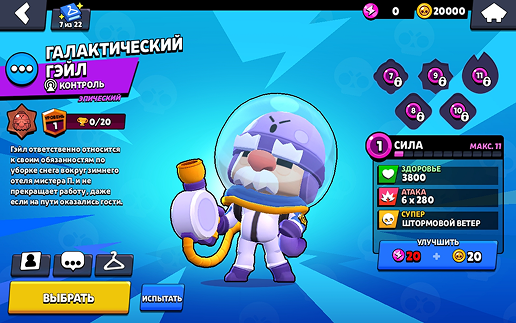 7 из 22
0
20000
ГАЛАКТИЧЕСКИЙ
ГЭЙЛ
КОНТРОЛЬ
ЭПИЧЕСКИЙ
УРОВЕНЬ
1
0/20
Гэйл ответственно относится
к своим обязанностям по
уборке снега вокруг зимнего
отеля мистера П. и не
прекращает работу, даже
если на пути оказались гости.
ВЫБРАТЬ
ИСПЫТАТЬ
7
9
11
8
10
1 СИЛА МАКС. 11
ЗДОРОВЬЕ
3800
АТАКА
6 x 280
СУПЕР
ШТОРМОВОЙ ВЕТЕР
УЛУЧШИТЬ
20 + 20